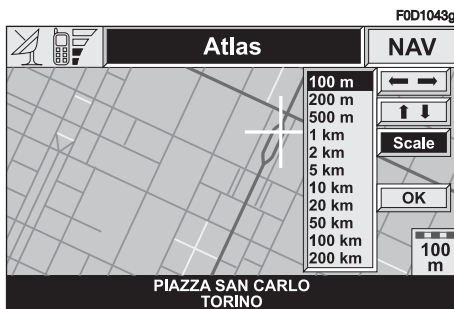 F0D1043g
Atlas
NAV
100 m
200 m
500 m
1 km
2 km
5 km
10 km
20 km
50 km
100 km
200 km
Scale
OK
100
m
PIAZZA SAN CARLO
TORINO